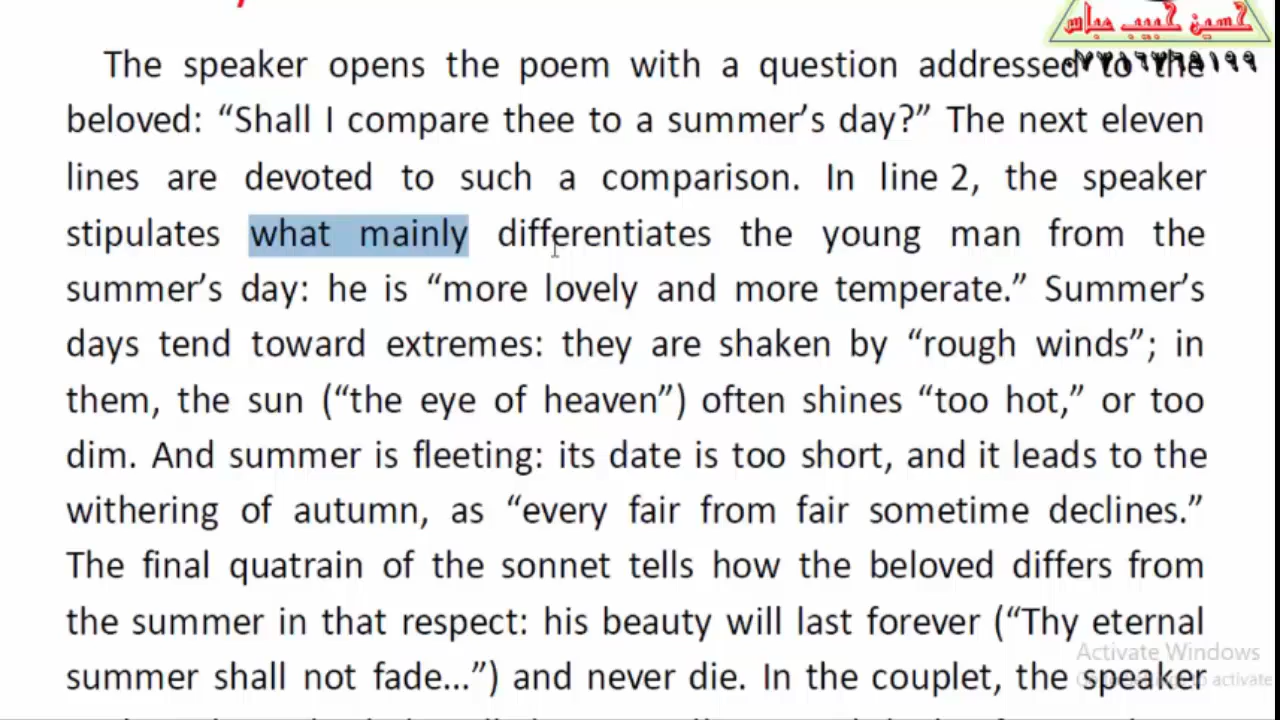 حسين حبيب عباس
The speaker opens the poem with a question addressed to the
beloved: “Shall I compare thee to a summer’s day?” The next eleven
lines are devoted to such a comparison. In line 2, the speaker
stipulates what mainly differentiates the young man from the
summer’s day: he is “more lovely and more temperate.” Summer’s
days tend toward extremes: they are shaken by “rough winds”; in
them, the sun (“the eye of heaven”) often shines “too hot,” or too
dim. And summer is fleeting: its date is too short, and it leads to the
withering of autumn, as “every fair from fair sometime declines.”
The final quatrain of the sonnet tells how the beloved differs from
the summer in that respect: his beauty will last forever (“Thy eternal
summer shall not fade...”) and never die. In the couplet, the speaker
Activate Windows
to activate